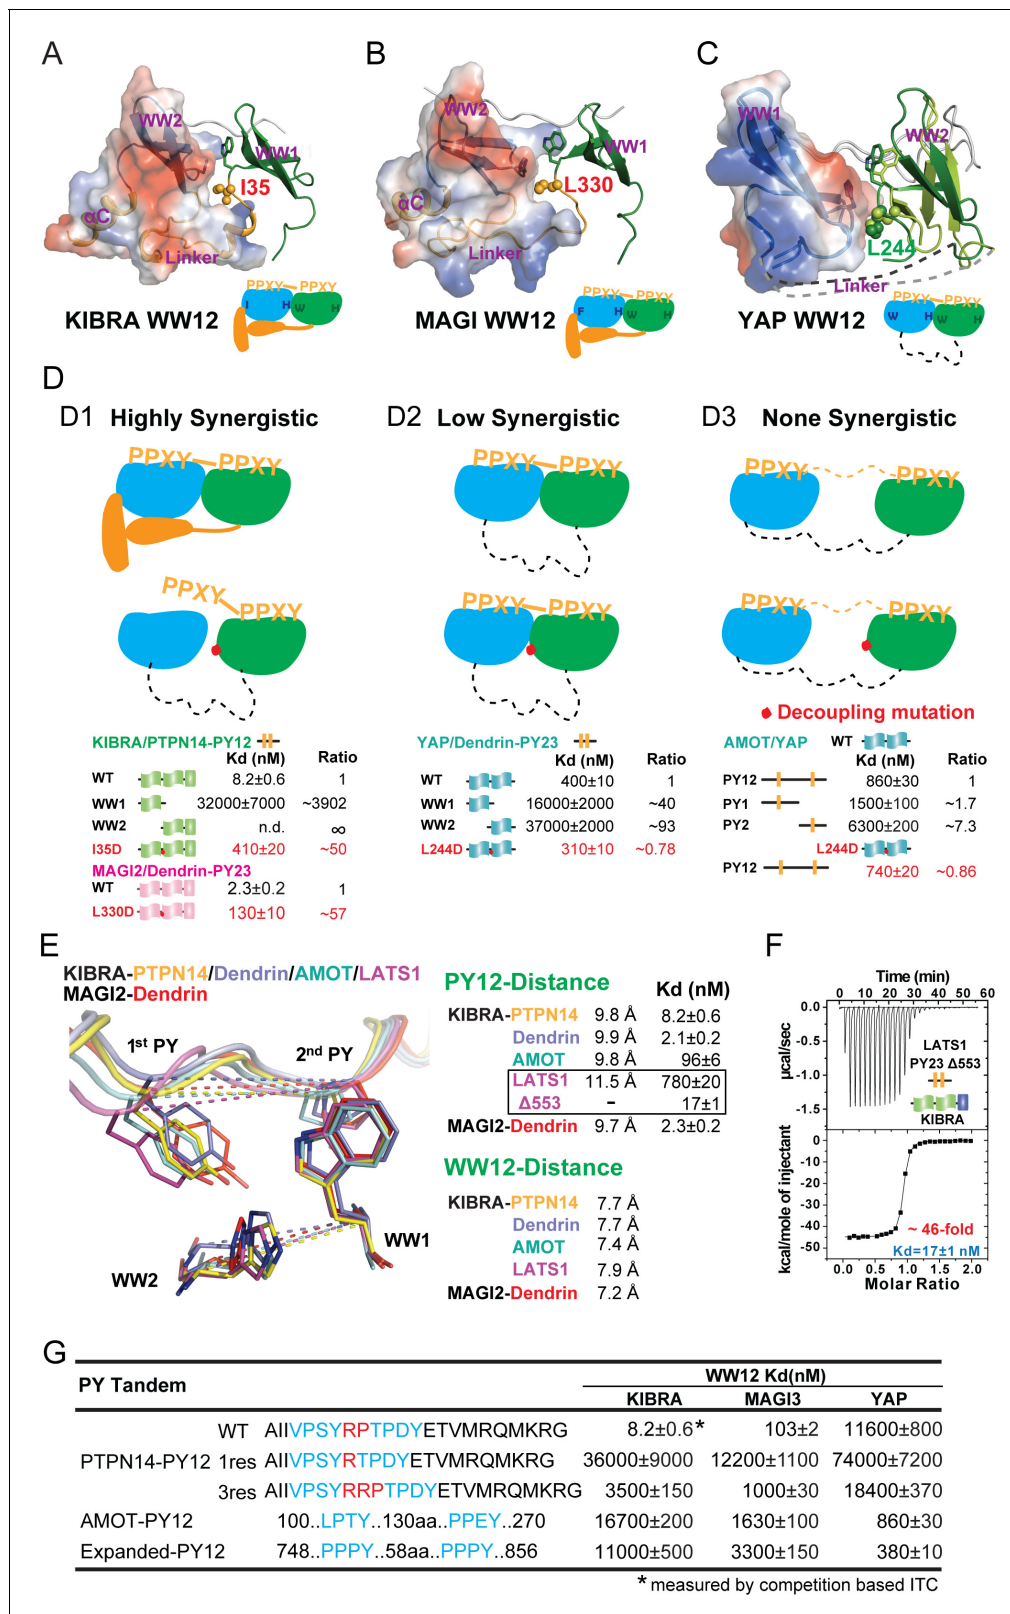 A
WW2
WW1
I35
αC
Linker
PPXY PPXY
I H W H
KIBRA WW12
B
WW2
WW1
L330
αC
Linker
PPXY PPXY
F H W H
MAGI WW12
C
WW1
WW2
L244
Linker
PPXY PPXY
W H W H
YAP WW12
D
D1 Highly Synergistic
PPXY PPXY
PPXY PPXY
KIBRA/PTPN14-PY12
Kd (nM) Ratio
WT 8.2±0.6 1
WW1 32000±7000 ~3902
WW2 n.d. ∞
I35D 410±20 ~50
MAGI2/Dendrin-PY23
WT 2.3±0.2 1
L330D 130±10 ~57
D2 Low Synergistic
PPXY PPXY
PPXY PPXY
YAP/Dendrin-PY23
Kd (nM) Ratio
WT 400±10 1
WW1 16000±2000 ~40
WW2 37000±2000 ~93
L244D 310±10 ~0.78
D3 None Synergistic
PPXY PPXY
PPXY PPXY
Decoupling mutation
AMOT/YAP WT
Kd (nM) Ratio
PY12 860±30 1
PY1 1500±100 ~1.7
PY2 6300±200 ~7.3
L244D
PY12 740±20 ~0.86
E
KIBRA-PTPN14/Dendrin/AMOT/LATS1
MAGI2-Dendrin
1st PY
2nd PY
WW1
WW2
PY12-Distance
Kd (nM)
KIBRA-PTPN14 9.8 Å 8.2±0.6
Dendrin 9.9 Å 2.1±0.2
AMOT 9.8 Å 96±6
LATS1 11.5 Å 780±20
Δ553 – 17±1
MAGI2-Dendrin 9.7 Å 2.3±0.2
WW12-Distance
KIBRA-PTPN14 7.7 Å
Dendrin 7.7 Å
AMOT 7.4 Å
LATS1 7.9 Å
MAGI2-Dendrin 7.2 Å
F
Time (min)
0 10 20 30 40 50 60
0.0
-0.5
-1.0
-1.5
µcal/sec
LATS1
PY23 Δ553
KIBRA
0
-10
-20
-30
-40
-50
kcal/mole of injectant
~ 46-fold
Kd=17±1 nM
0.0 0.5 1.0 1.5 2.0
Molar Ratio
G
PY Tandem WW12 Kd(nM)
KIBRA MAGI3 YAP
WT AIIVPSYRPTPDYETVMRQMKRG 8.2±0.6* 103±2 11600±800
PTPN14-PY12 1res AIIVPSYRTPDYETVMRQMKRG 36000±9000 12200±1100 74000±7200
3res AIIVPSYRRPTPDYETVMRQMKRG 3500±150 1000±30 18400±370
AMOT-PY12 100..LPTY..130aa..PPEY..270 16700±200 1630±100 860±30
Expanded-PY12 748..PPPY..58aa..PPPY..856 11000±500 3300±150 380±10
* measured by competition based ITC